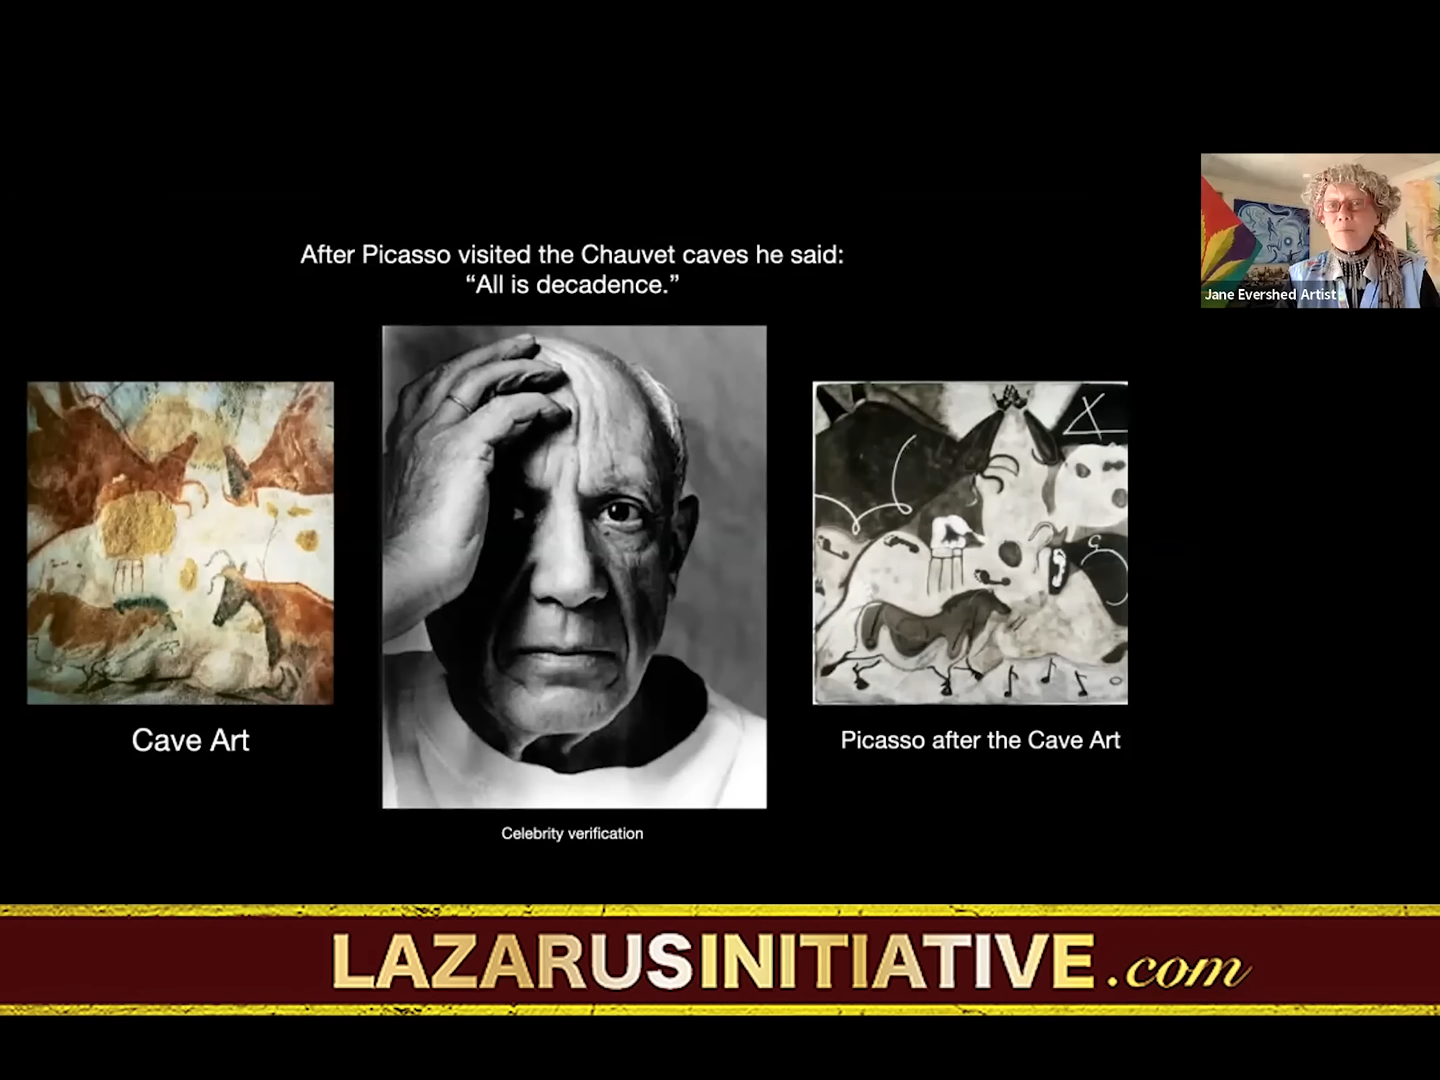 After Picasso visited the Chauvet caves he said:
“All is decadence.”
Jane Evershed Artist
Cave Art
Picasso after the Cave Art
Celebrity verification
LAZARUSINITIATIVE.com